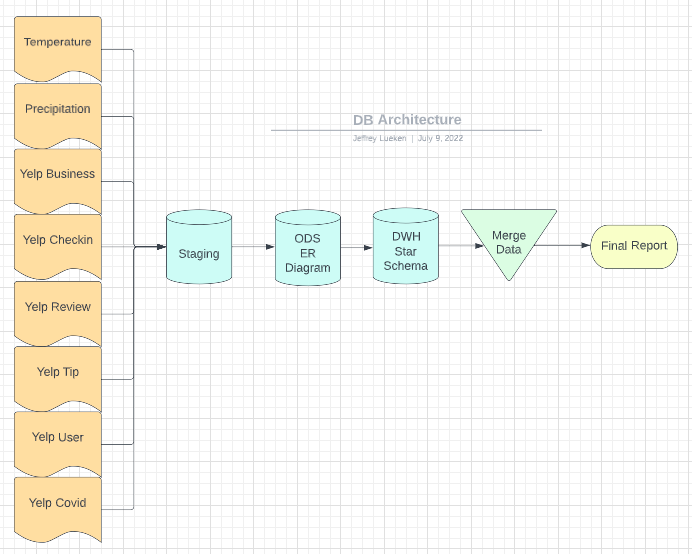 Temperature
Precipitation
Yelp Business
Yelp Checkin
Yelp Review
Yelp Tip
Yelp User
Yelp Covid
DB Architecture
Jeffrey Lueken | July 9, 2022
Staging
ODS
ER
Diagram
DWH
Star
Schema
Merge
Data
Final Report